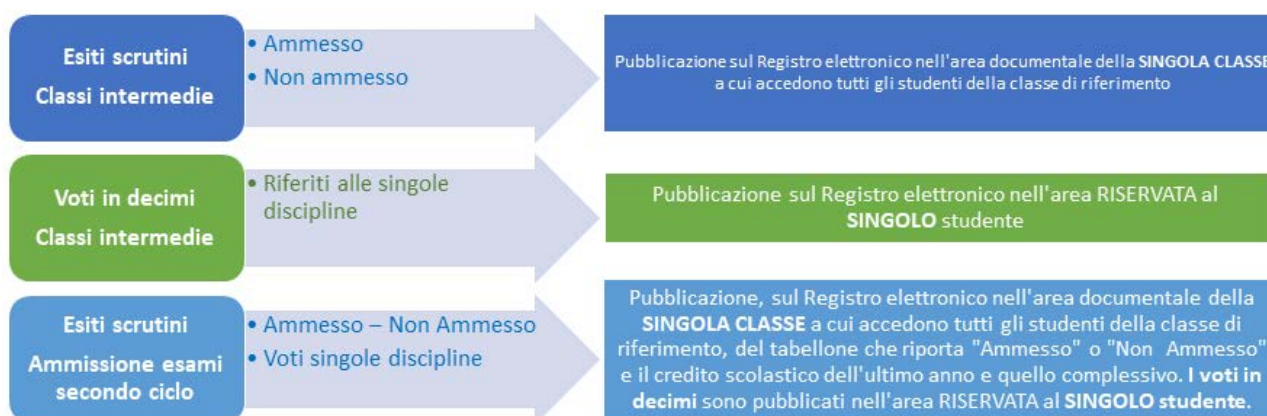 Esiti scrutini
Classi intermedie
• Ammesso
• Non ammesso
Pubblicazione sul Registro elettronico nell'area documentale della SINGOLA CLASSE
a cui accedono tutti gli studenti della classe di riferimento
Voti in decimi
Classi intermedie
• Riferiti alle singole
discipline
Pubblicazione sul Registro elettronico nell'area RISERVATA al
SINGOLO studente
Esiti scrutini
Ammissione esami
secondo ciclo
• Ammesso – Non Ammesso
• Voti singole discipline
Pubblicazione, sul Registro elettronico nell'area documentale della
SINGOLA CLASSE a cui accedono tutti gli studenti della classe di
riferimento, del tabellone che riporta "Ammesso" o "Non Ammesso"
e il credito scolastico dell'ultimo anno e quello complessivo. I voti in
decimi sono pubblicati nell'area RISERVATA al SINGOLO studente.